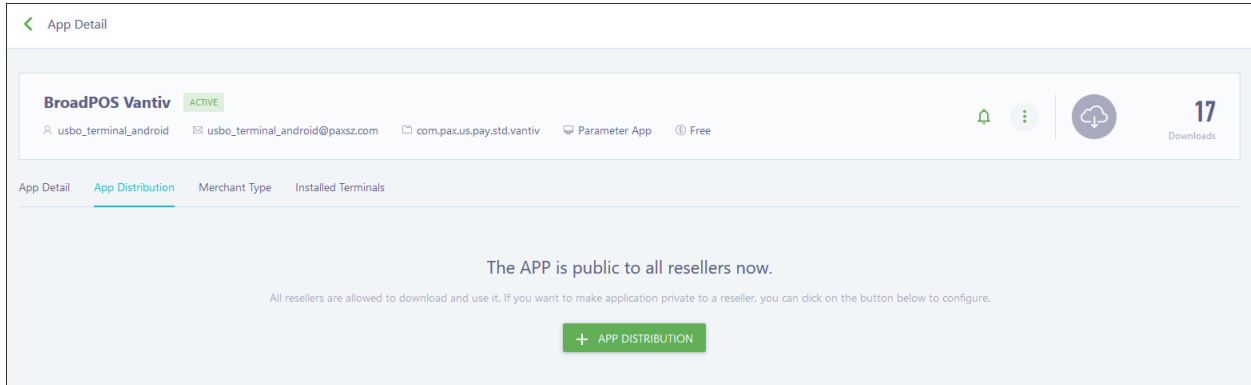 App Detail
BroadPOS Vantiv ACTIVE
usbo_terminal_android usbo_terminal_android@paxsz.com com.pax.us.pay.std.vantiv Parameter App Free
17
Downloads
App Detail App Distribution Merchant Type Installed Terminals
The APP is public to all resellers now.
All resellers are allowed to download and use it. If you want to make application private to a reseller, you can click on the button below to configure.
+ APP DISTRIBUTION